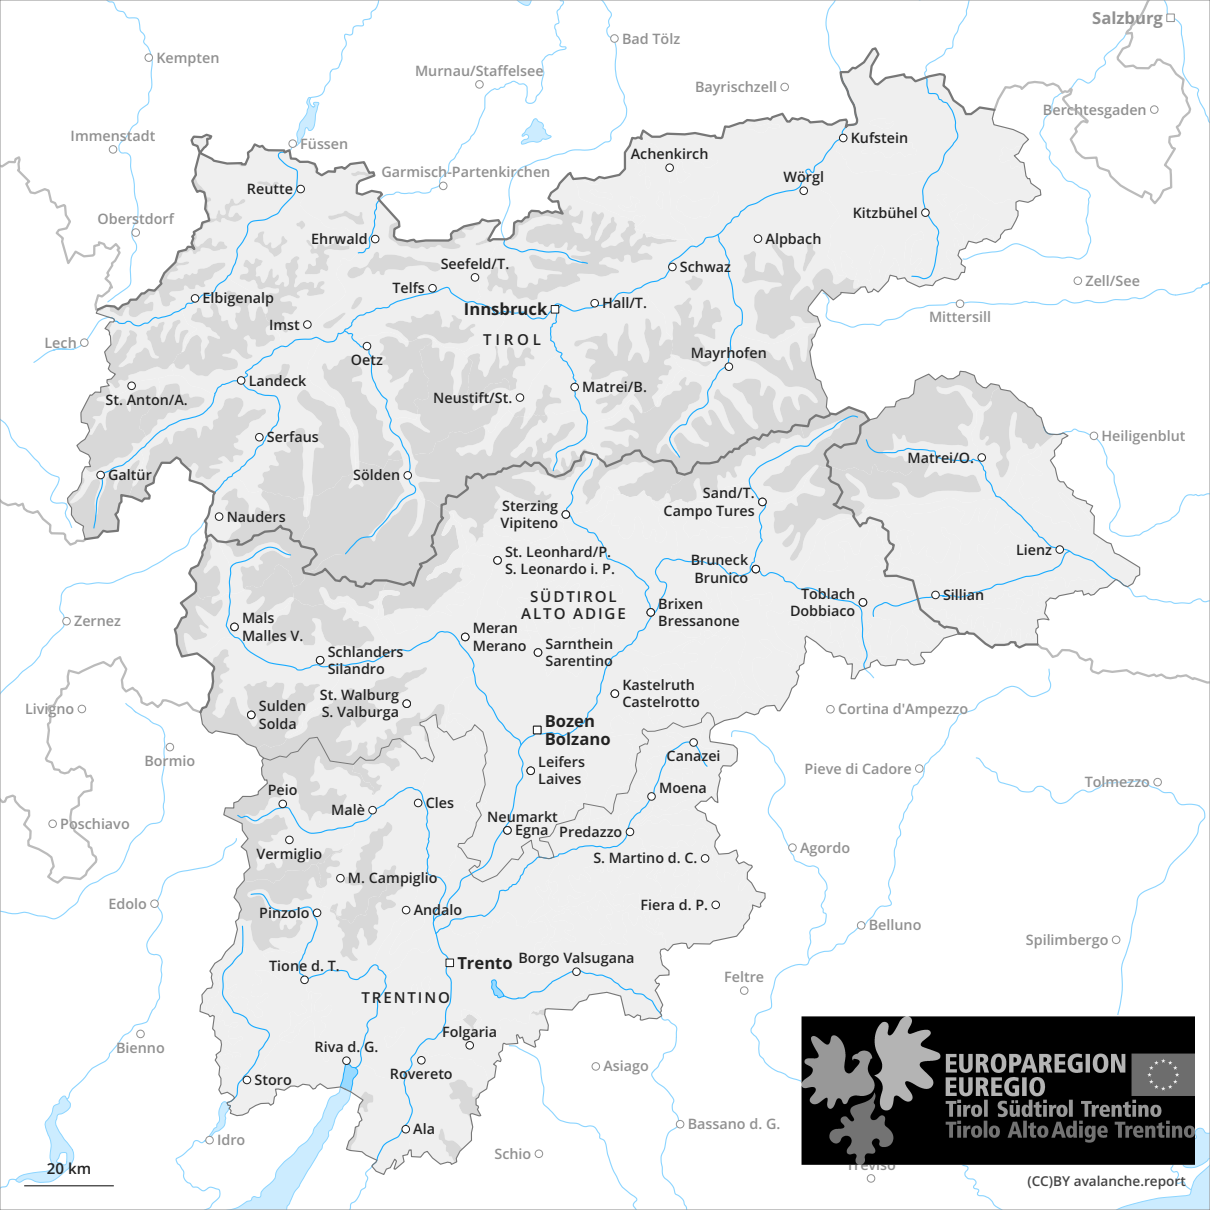 Salzburg
Bad Tölz
Kempten
Murnau/Staffelsee
Bayrischzell
Berchtesgaden
Immenstadt
Füssen
Kufstein
Achenkirch
Garmisch-Partenkirchen
Wörgl
Reutte
Oberstdorf
Kitzbühel
Ehrwald
Alpbach
Seefeld/T.
Schwaz
Zell/See
Telfs
Elbigenalp
Hall/T.
Innsbruck
Mittersill
Imst
TIROL
Lech
Oetz
Mayrhofen
Landeck
Matrei/B.
St. Anton/A.
Neustift/St.
Serfaus
Heiligenblut
Matrei/O.
Galtür
Sölden
Sand/T.
Campo Tures
Sterzing
Vipiteno
Nauders
St. Leonhard/P.
S. Leonardo i. P.
Lienz
Bruneck
Brunico
SÜDTIROL
ALTO ADIGE
Toblach
Dobbiaco
Sillian
Brixen
Bressanone
Zernez
Mals
Malles V.
Meran
Merano
Sarnthein
Sarentino
Schlanders
Silandro
Kastelruth
Castelrotto
St. Walburg
S. Valburga
Livigno
Sulden
Solda
Cortina d'Ampezzo
Bozen
Bolzano
Bormio
Canazei
Leifers
Laives
Pieve di Cadore
Tolmezzo
Peio
Moena
Malè
Cles
Neumarkt
Egna
Predazzo
Poschiavo
Vermiglio
Agordo
S. Martino d. C.
M. Campiglio
Edolo
Pinzolo
Andalo
Fiera d. P.
Belluno
Spilimbergo
Trento
Borgo Valsugana
Tione d. T.
Feltre
TRENTINO
Folgaria
Bienno
Riva d. G.
Rovereto
Asiago
Storo
EUROPAREGION
EUREGIO
Tirol Südtirol Trentino
Tirolo Alto Adige Trentino
Ala
Bassano d. G.
Idro
Schio
Treviso
20 km
(CC)BY avalanche.report